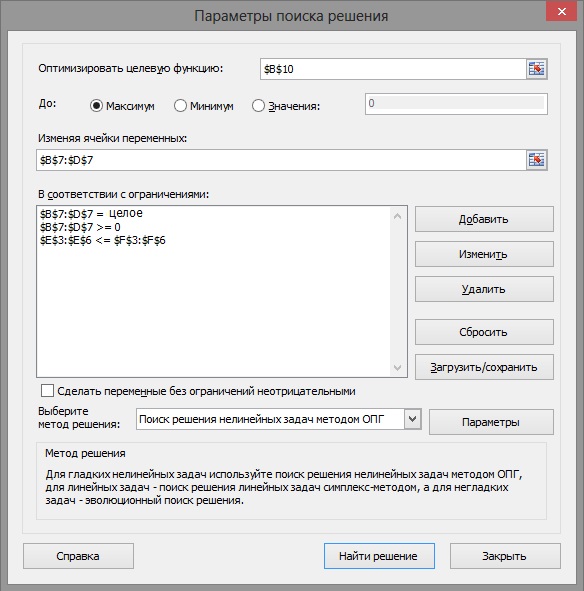 Параметры поиска решения
Оптимизировать целевую функцию: $B$10
До: Максимум Минимум Значения: 0
Изменяя ячейки переменных:
$B$7:$D$7
В соответствии с ограничениями:
$B$7:$D$7 = целое
$B$7:$D$7 >= 0
$E$3:$E$6 <= $F$3:$F$6
Добавить
Изменить
Удалить
Сбросить
Загрузить/сохранить
Сделать переменные без ограничений неотрицательными
Выберите
метод решения:
Поиск решения нелинейных задач методом ОПГ
Параметры
Метод решения
Для гладких нелинейных задач используйте поиск решения нелинейных задач методом ОПГ,
для линейных задач - поиск решения линейных задач симплекс-методом, а для негладких
задач - эволюционный поиск решения.
Справка
Найти решение
Закрыть